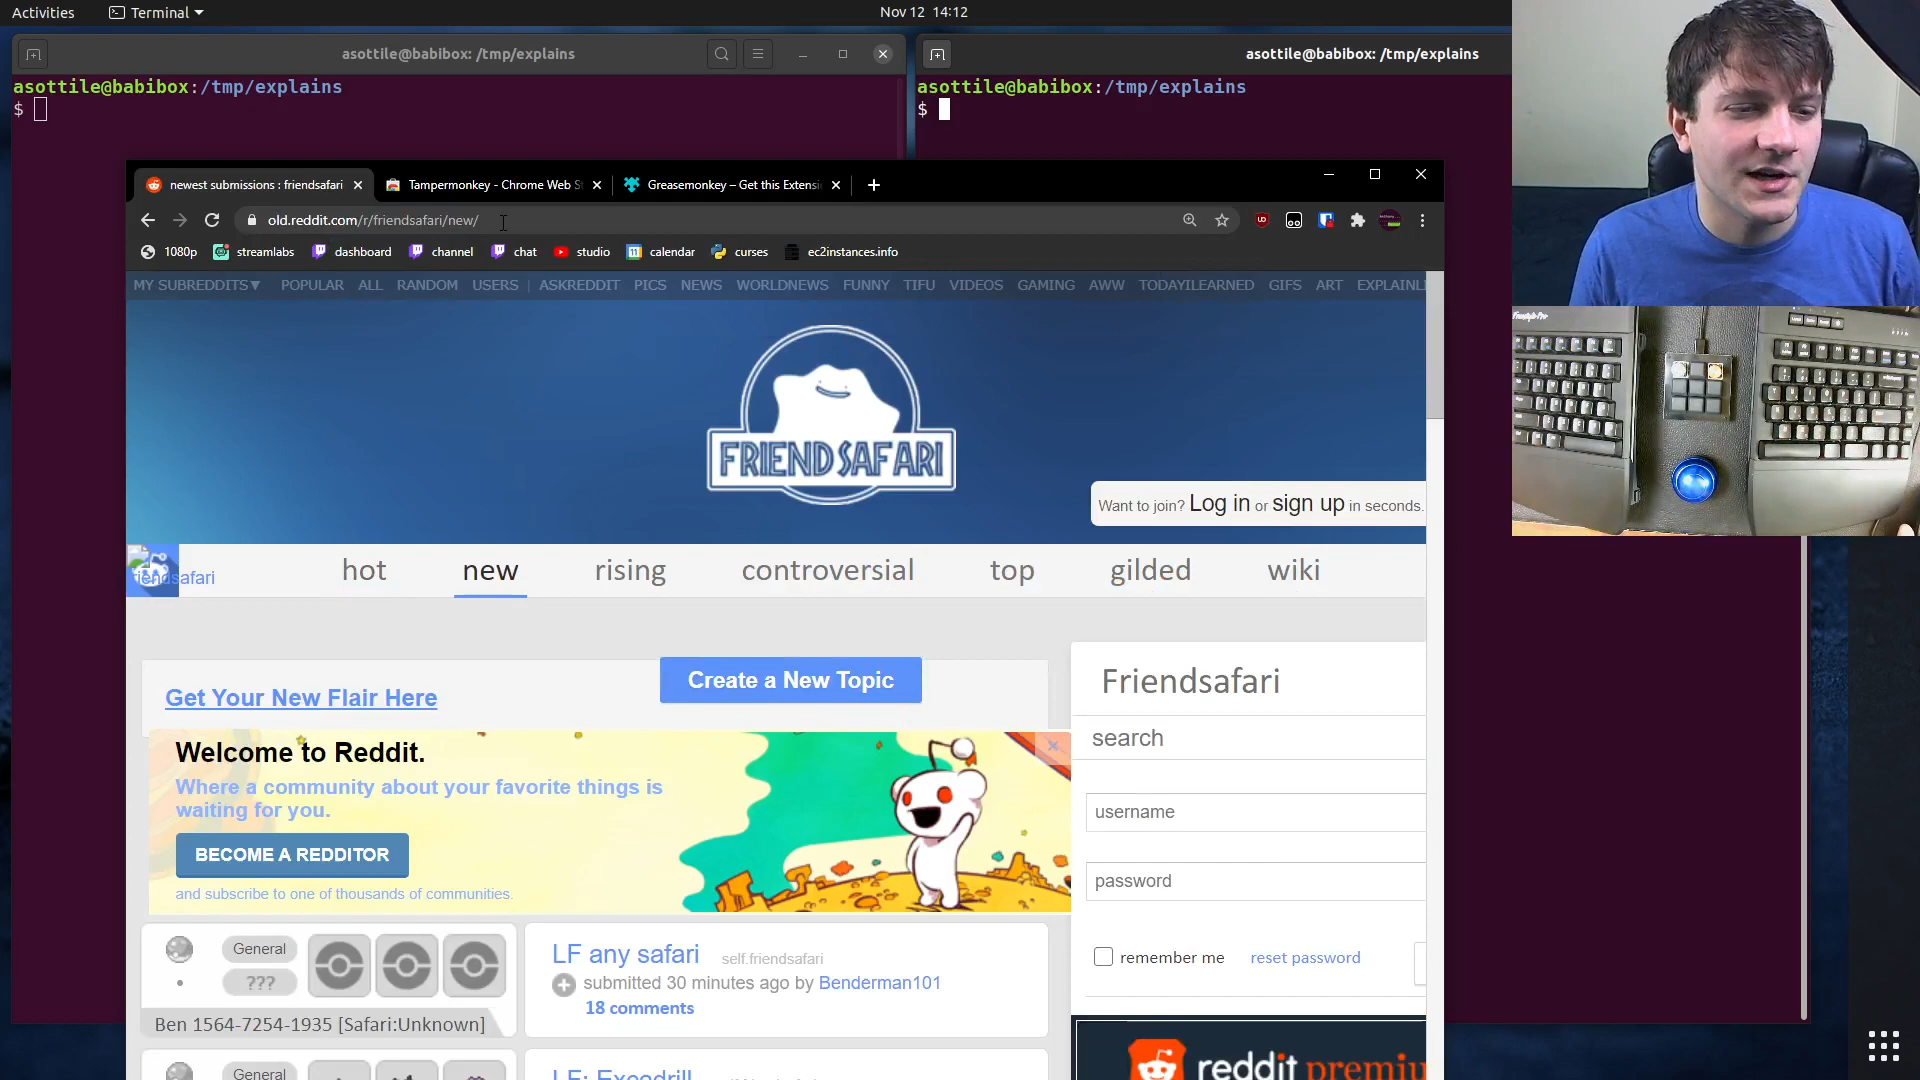 Activities
Terminal
Nov 12 14:12
asottile@babibox: /tmp/explains
asottile@babibox: /tmp/explains
asottile@babibox:/tmp/explains
$
asottile@babibox:/tmp/explains
$
newest submissions : friendsafari
Tampermonkey - Chrome Web S
Greasemonkey – Get this Extensi
old.reddit.com/r/friendsafari/new/
1080p
streamlabs
dashboard
channel
chat
studio
calendar
curses
ec2instances.info
MY SUBREDDITS
POPULAR ALL RANDOM USERS | ASKREDDIT PICS NEWS WORLDNEWS FUNNY TIFU VIDEOS GAMING AWW TODAYILEARNED GIFS ART EXPLAINL
FRIEND SAFARI
Want to join? Log in or sign up in seconds.
friendsafari
hot
new
rising
controversial
top
gilded
wiki
Get Your New Flair Here
Create a New Topic
Friendsafari
search
Welcome to Reddit.
Where a community about your favorite things is
waiting for you.
BECOME A REDDITOR
and subscribe to one of thousands of communities.
username
password
remember me
reset password
General
???
Ben 1564-7254-1935 [Safari:Unknown]
LF any safari self.friendsafari
submitted 30 minutes ago by Benderman101
18 comments
General
reddit premiu
Freestyle Pro